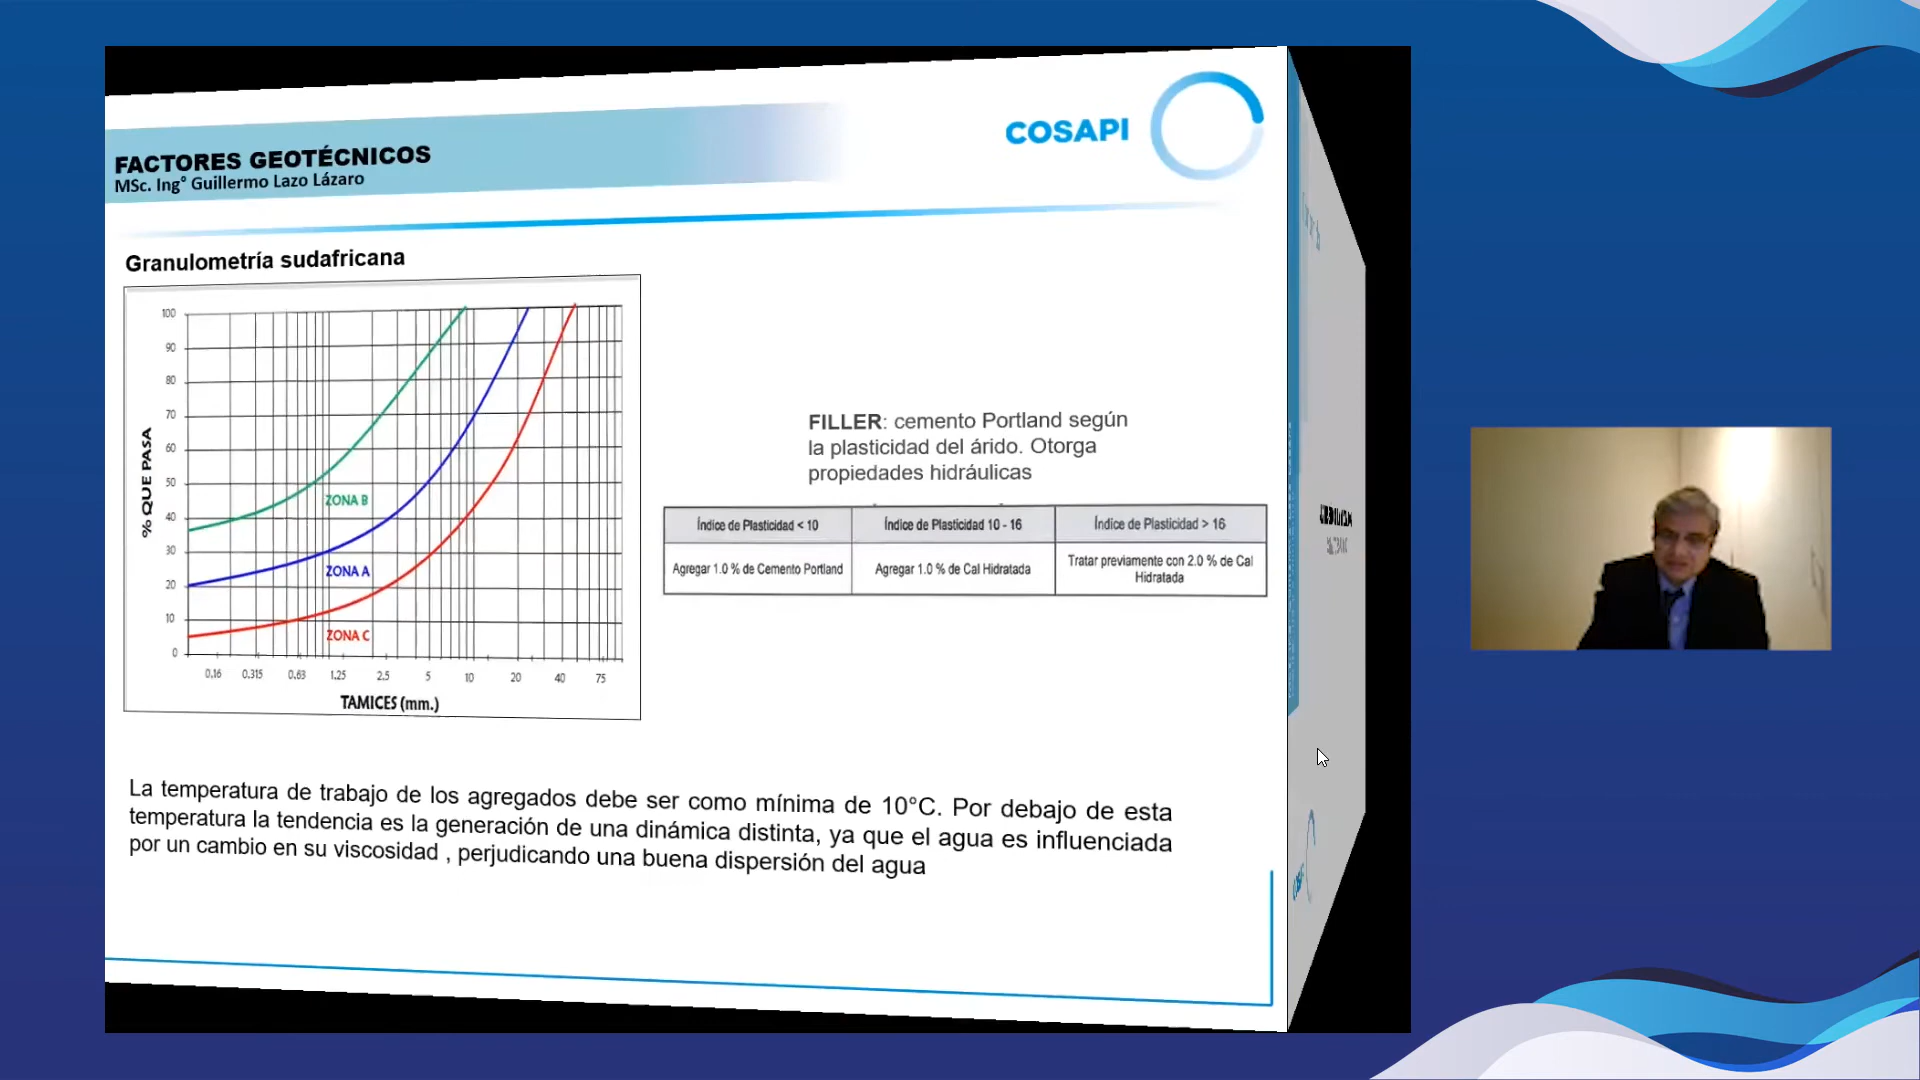 COSAPI
FACTORES GEOTÉCNICOS
MSc. Ing° Guillermo Lazo Lázaro
Granulometría sudafricana
100
90
80
70
60
50
40
30
20
10
0
% QUE PASA
ZONA B
ZONA A
ZONA C
0,16 0,315 0,63 1,25 2,5 5 10 20 40 75
TAMICES (mm.)
FILLER: cemento Portland según
la plasticidad del árido. Otorga
propiedades hidráulicas
Índice de Plasticidad < 10 Índice de Plasticidad 10 - 16 Índice de Plasticidad > 16
Agregar 1.0 % de Cemento Portland Agregar 1.0 % de Cal Hidratada Tratar previamente con 2.0 % de Cal
Hidratada
La temperatura de trabajo de los agregados debe ser como mínima de 10°C. Por debajo de esta
temperatura la tendencia es la generación de una dinámica distinta, ya que el agua es influenciada
por un cambio en su viscosidad , perjudicando una buena dispersión del agua